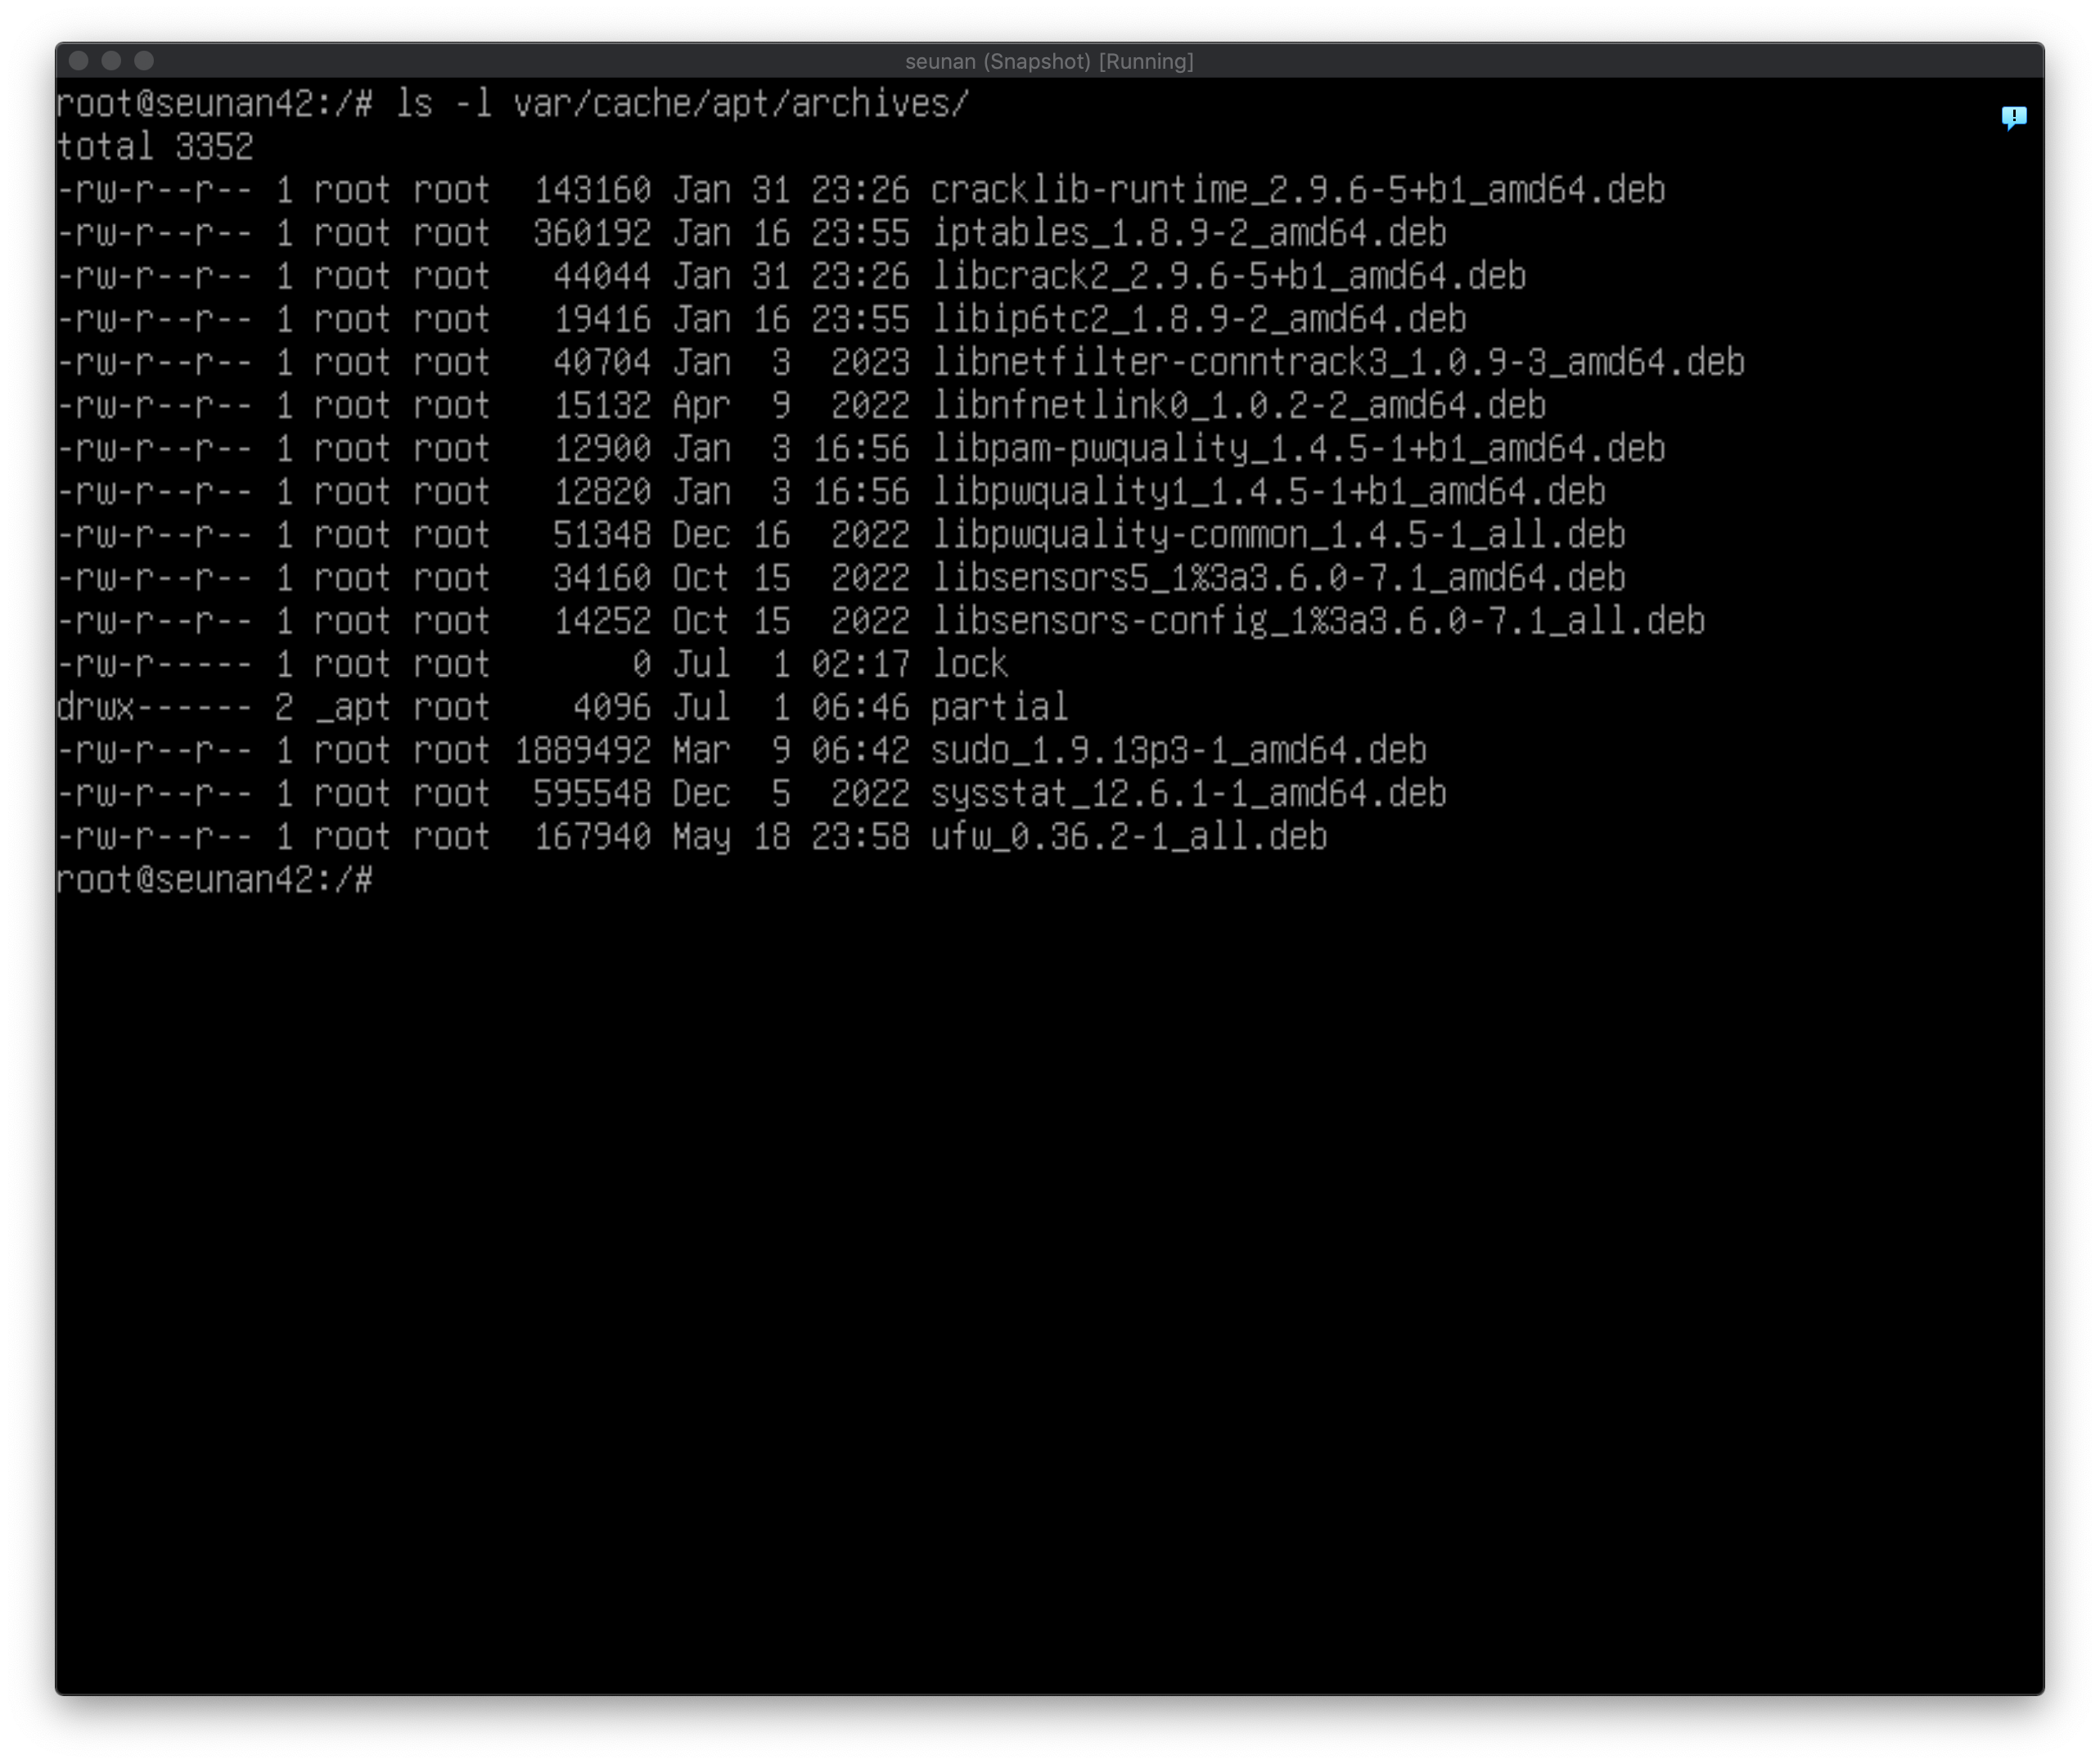 seunan (Snapshot) [Running]
root@seunan42:/# ls -l var/cache/apt/archives/
total 3352
-rw-r--r-- 1 root root  143160 Jan 31 23:26 cracklib-runtime_2.9.6-5+b1_amd64.deb
-rw-r--r-- 1 root root  360192 Jan 16 23:55 iptables_1.8.9-2_amd64.deb
-rw-r--r-- 1 root root   44044 Jan 31 23:26 libcrack2_2.9.6-5+b1_amd64.deb
-rw-r--r-- 1 root root   19416 Jan 16 23:55 libip6tc2_1.8.9-2_amd64.deb
-rw-r--r-- 1 root root   40704 Jan  3  2023 libnetfilter-conntrack3_1.0.9-3_amd64.deb
-rw-r--r-- 1 root root   15132 Apr  9  2022 libnfnetlink0_1.0.2-2_amd64.deb
-rw-r--r-- 1 root root   12900 Jan  3 16:56 libpam-pwquality_1.4.5-1+b1_amd64.deb
-rw-r--r-- 1 root root   12820 Jan  3 16:56 libpwquality1_1.4.5-1+b1_amd64.deb
-rw-r--r-- 1 root root   51348 Dec 16  2022 libpwquality-common_1.4.5-1_all.deb
-rw-r--r-- 1 root root   34160 Oct 15  2022 libsensors5_1%3a3.6.0-7.1_amd64.deb
-rw-r--r-- 1 root root   14252 Oct 15  2022 libsensors-config_1%3a3.6.0-7.1_all.deb
-rw-r----- 1 root root       0 Jul  1 02:17 lock
drwx------ 2 _apt root    4096 Jul  1 06:46 partial
-rw-r--r-- 1 root root 1889492 Mar  9 06:42 sudo_1.9.13p3-1_amd64.deb
-rw-r--r-- 1 root root  595548 Dec  5  2022 sysstat_12.6.1-1_amd64.deb
-rw-r--r-- 1 root root  167940 May 18 23:58 ufw_0.36.2-1_all.deb
root@seunan42:/#